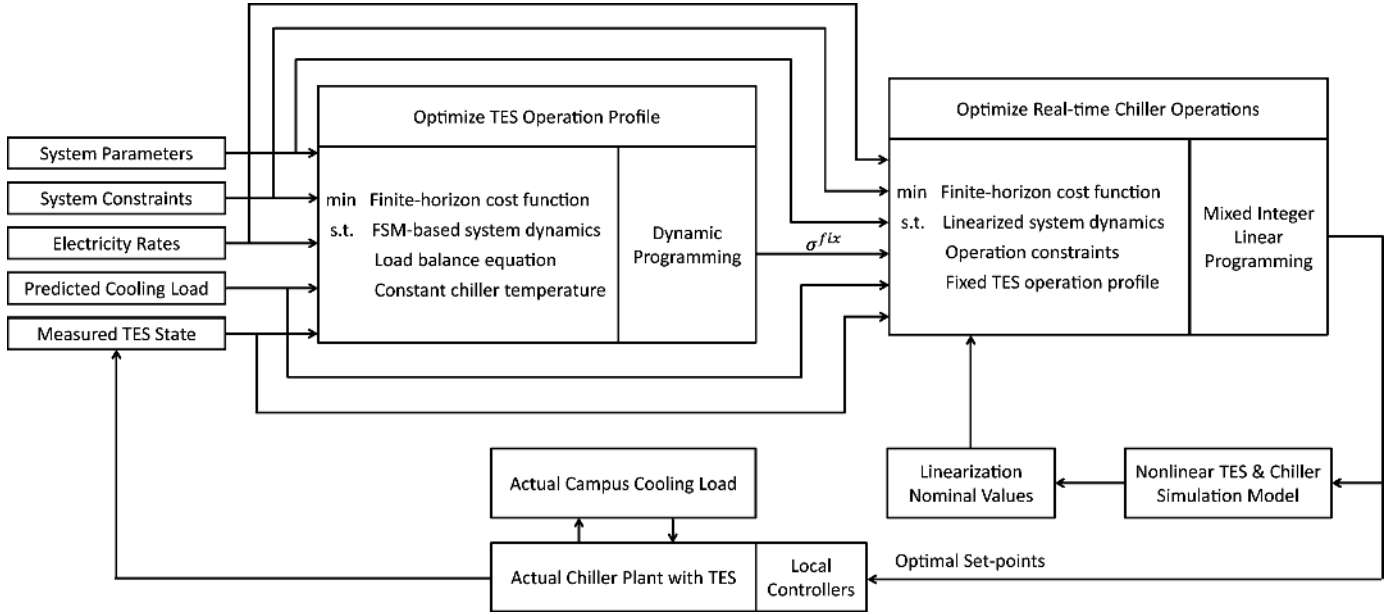 Optimize TES Operation Profile
Optimize Real-time Chiller Operations
System Parameters
System Constraints
Electricity Rates
Predicted Cooling Load
Measured TES State
min Finite-horizon cost function
s.t. FSM-based system dynamics
Load balance equation
Constant chiller temperature
Dynamic
Programming
σ^{fix}
min Finite-horizon cost function
s.t. Linearized system dynamics
Operation constraints
Fixed TES operation profile
Mixed Integer
Linear
Programming
Actual Campus Cooling Load
Linearization
Nominal Values
Nonlinear TES & Chiller
Simulation Model
Actual Chiller Plant with TES
Local
Controllers
Optimal Set-points